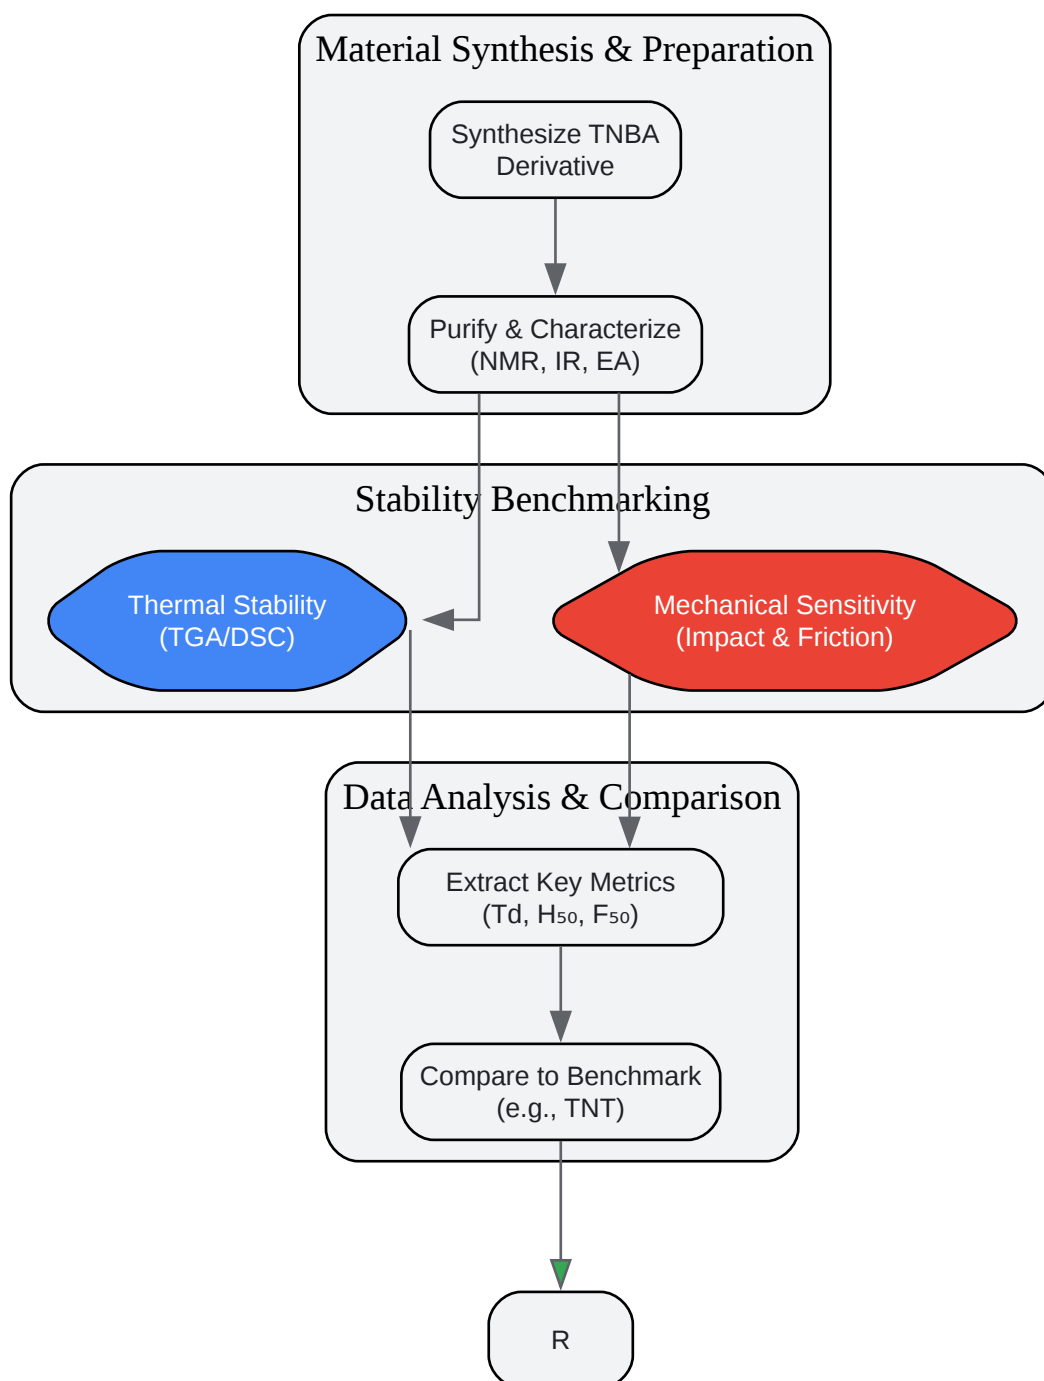 Material Synthesis & Preparation
Synthesize TNBA
Derivative
Purify & Characterize
(NMR, IR, EA)
Stability Benchmarking
Thermal Stability
(TGA/DSC)
Mechanical Sensitivity
(Impact & Friction)
Data Analysis & Comparison
Extract Key Metrics
(Td, H₅₀, F₅₀)
Compare to Benchmark
(e.g., TNT)
R